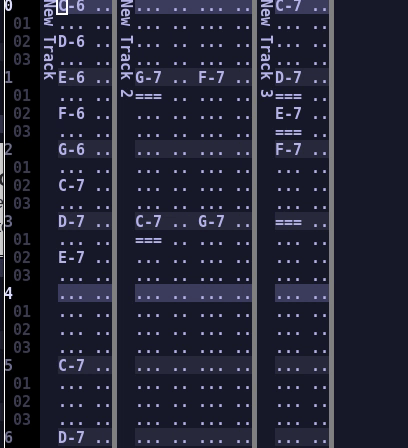 0 New Track C-6 .. New Track 2 ... .. ... .. New Track 3 C-7 ..
01 ... .. ... .. ... .. ... ..
02 D-6 .. ... .. ... .. ... ..
03 ... .. ... .. ... .. ... ..
1 E-6 .. G-7 .. F-7 .. D-7 ..
01 ... .. === .. ... .. === ..
02 F-6 .. ... .. ... .. E-7 ..
03 ... .. ... .. ... .. === ..
2 G-6 .. ... .. ... .. F-7 ..
01 ... .. ... .. ... .. ... ..
02 C-7 .. ... .. ... .. ... ..
03 ... .. ... .. ... .. ... ..
3 D-7 .. C-7 .. G-7 .. === ..
01 ... .. === .. ... .. ... ..
02 E-7 .. ... .. ... .. ... ..
03 ... .. ... .. ... .. ... ..
4 ... .. ... .. ... .. ... ..
01 ... .. ... .. ... .. ... ..
02 ... .. ... .. ... .. ... ..
03 ... .. ... .. ... .. ... ..
5 C-7 .. ... .. ... .. ... ..
01 ... .. ... .. ... .. ... ..
02 ... .. ... .. ... .. ... ..
03 ... .. ... .. ... .. ... ..
6 D-7 .. ... .. ... .. ... ..